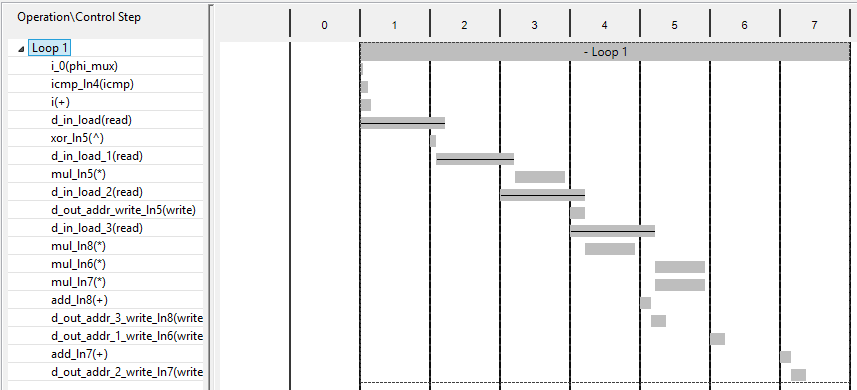 Operation\Control Step
0 1 2 3 4 5 6 7
Loop 1
- Loop 1
i_0(phi_mux)
icmp_ln4(icmp)
i(+)
d_in_load(read)
xor_ln5(^)
d_in_load_1(read)
mul_ln5(*)
d_in_load_2(read)
d_out_addr_write_ln5(write)
d_in_load_3(read)
mul_ln8(*)
mul_ln6(*)
mul_ln7(*)
add_ln8(+)
d_out_addr_3_write_ln8(write
d_out_addr_1_write_ln6(write
add_ln7(+)
d_out_addr_2_write_ln7(write